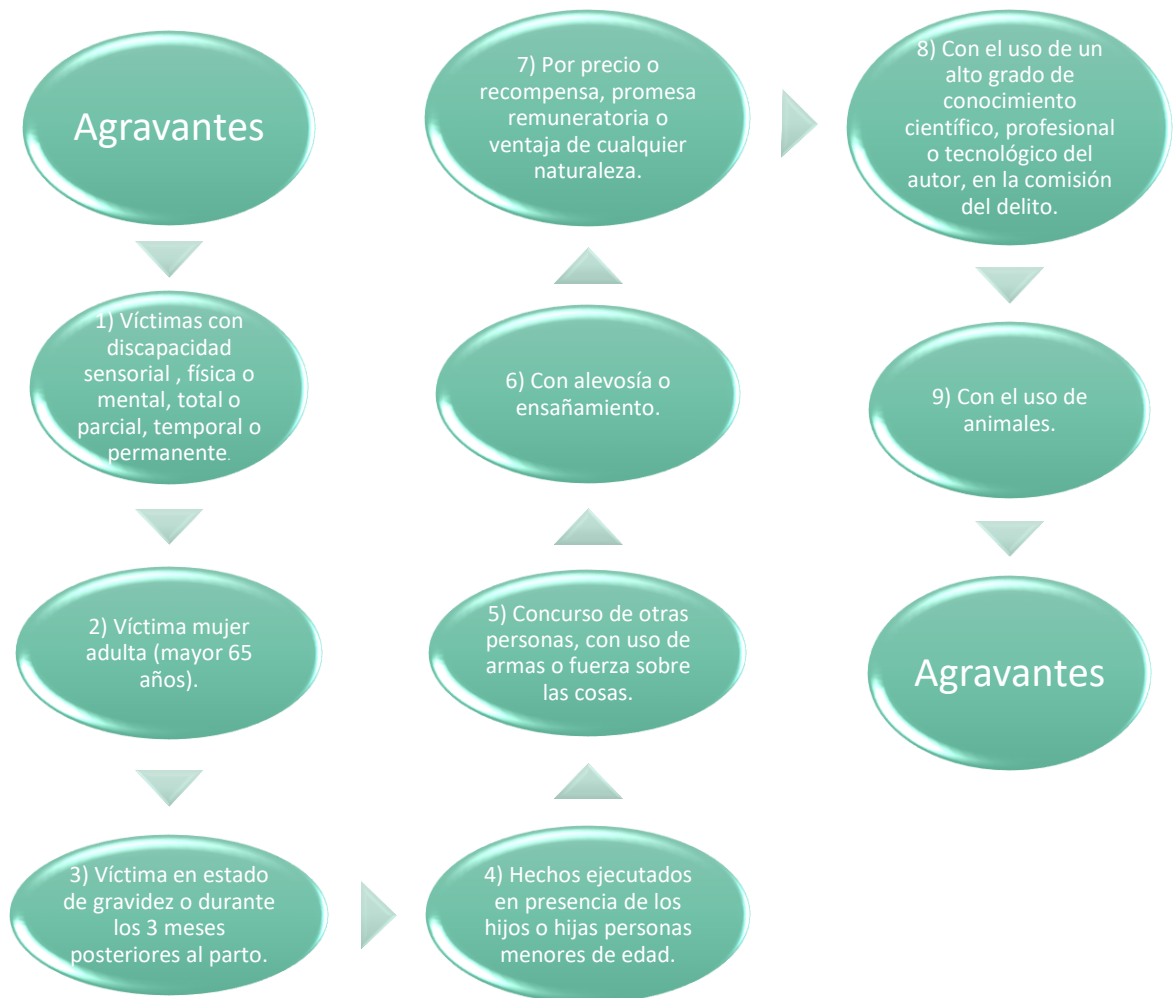 Agravantes
1) Víctimas con
discapacidad
sensorial , física o
mental, total o
parcial, temporal o
permanente.
2) Víctima mujer
adulta (mayor 65
años).
3) Víctima en estado
de gravidez o durante
los 3 meses
posteriores al parto.
4) Hechos ejecutados
en presencia de los
hijos o hijas personas
menores de edad.
5) Concurso de otras
personas, con uso de
armas o fuerza sobre
las cosas.
6) Con alevosía o
ensañamiento.
7) Por precio o
recompensa, promesa
remuneratoria o
ventaja de cualquier
naturaleza.
8) Con el uso de un
alto grado de
conocimiento
científico, profesional
o tecnológico del
autor, en la comisión
del delito.
9) Con el uso de
animales.
Agravantes